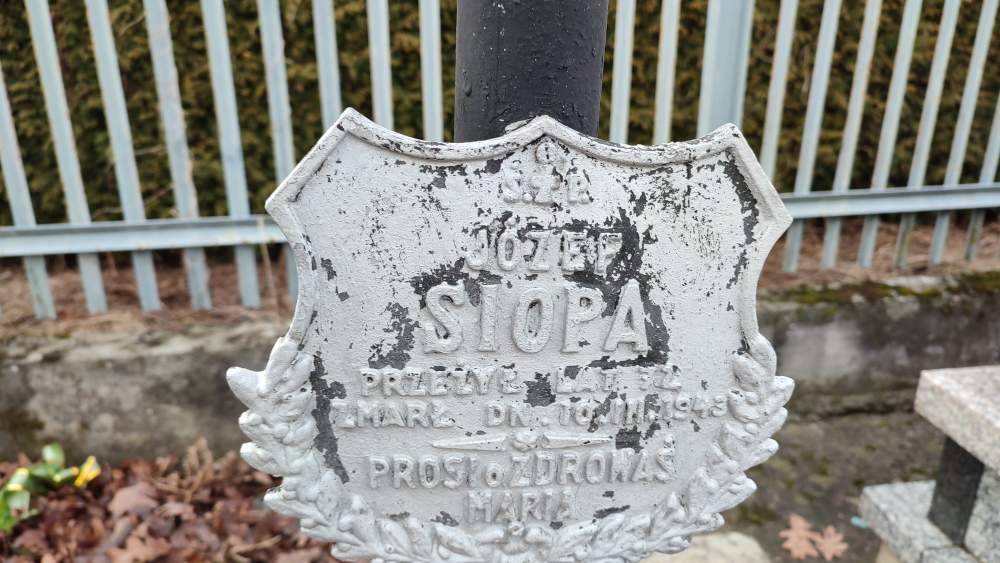 Ś.Ż.P.
JÓZEF
SIOPA
PRZEŻYŁ LAT 52
ZMARŁ DN. 10.III.1943
PROSI o ZDROWAŚ
MARIA